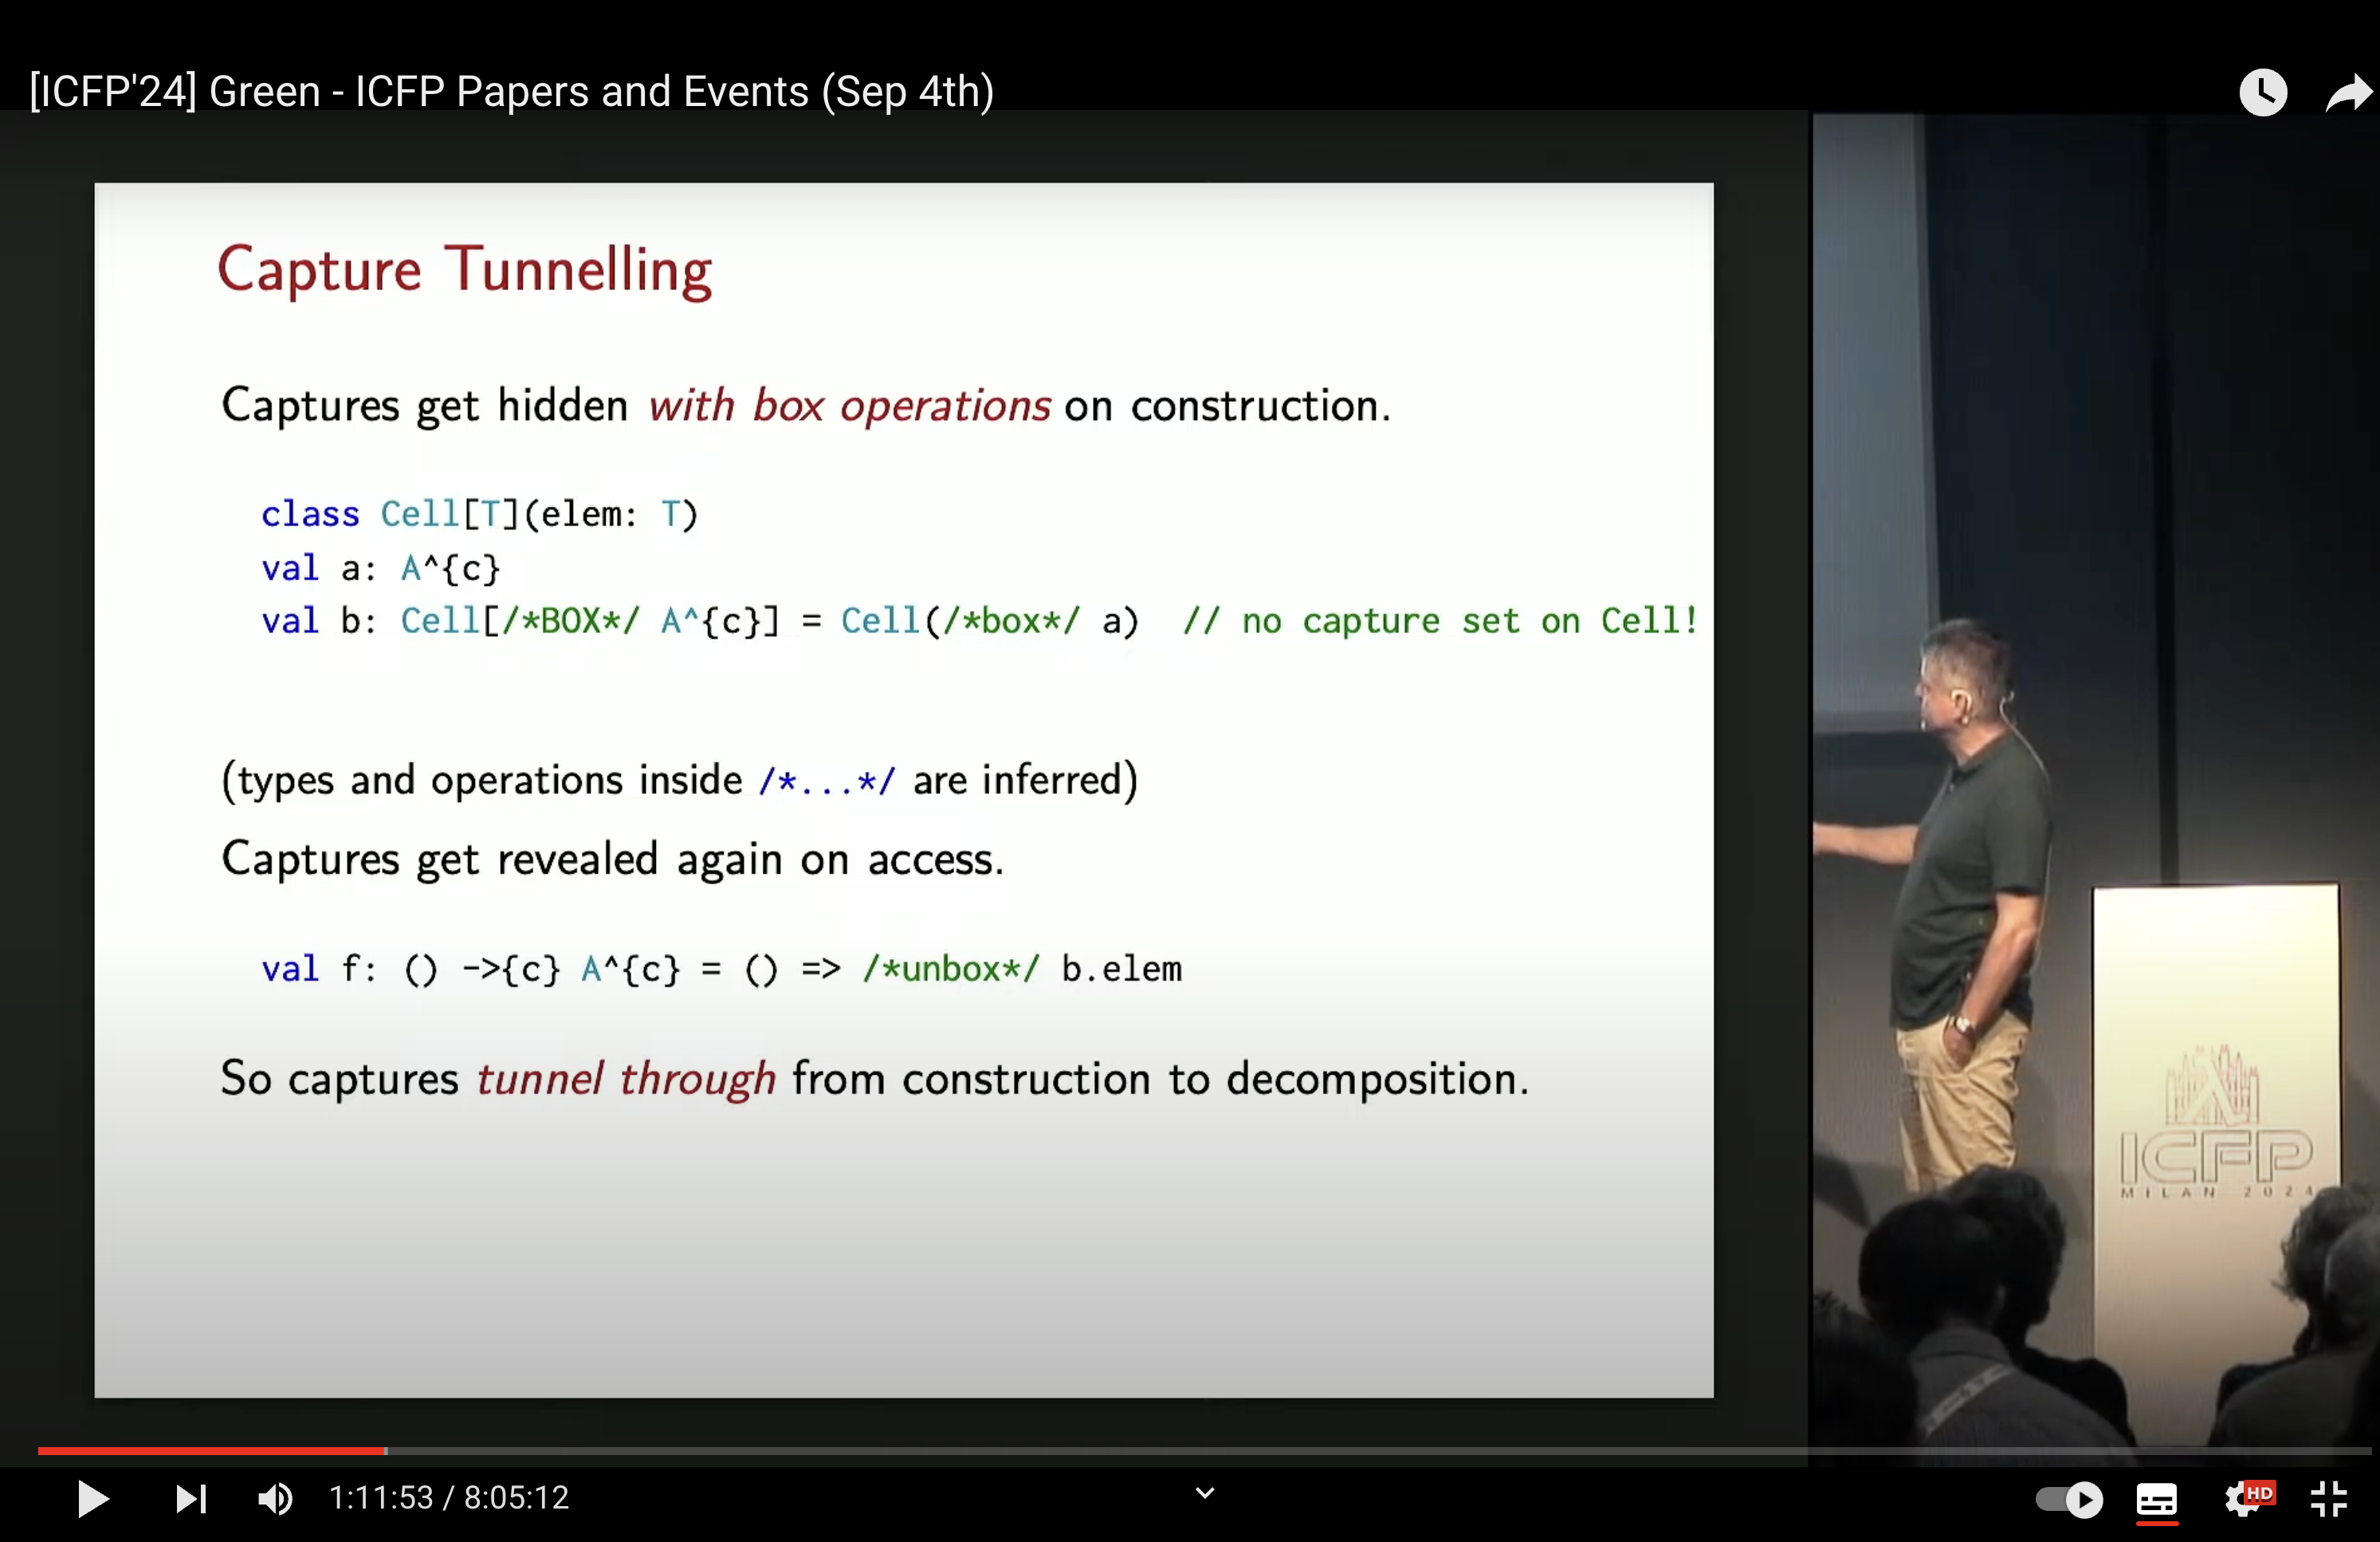 [ICFP'24] Green - ICFP Papers and Events (Sep 4th)
Capture Tunnelling
Captures get hidden with box operations on construction.
class Cell[T](elem: T)
val a: A^{c}
val b: Cell[/*BOX*/ A^{c}] = Cell(/*box*/ a)  // no capture set on Cell!
(types and operations inside /*...*/ are inferred)
Captures get revealed again on access.
val f: () ->{c} A^{c} = () => /*unbox*/ b.elem
So captures tunnel through from construction to decomposition.
ICFP
MILAN 2024
1:11:53 / 8:05:12
HD